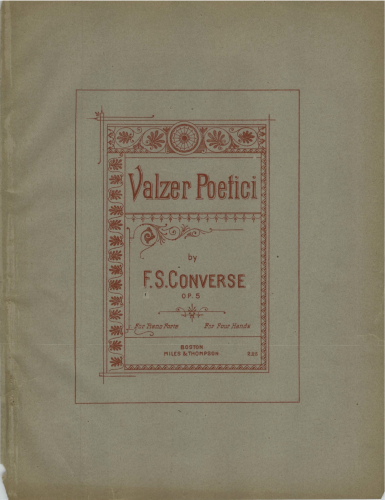 Valzer Poetici
by
F.S.CONVERSE
OP. 5
For Piano Forte For Four Hands
BOSTON
MILES & THOMPSON